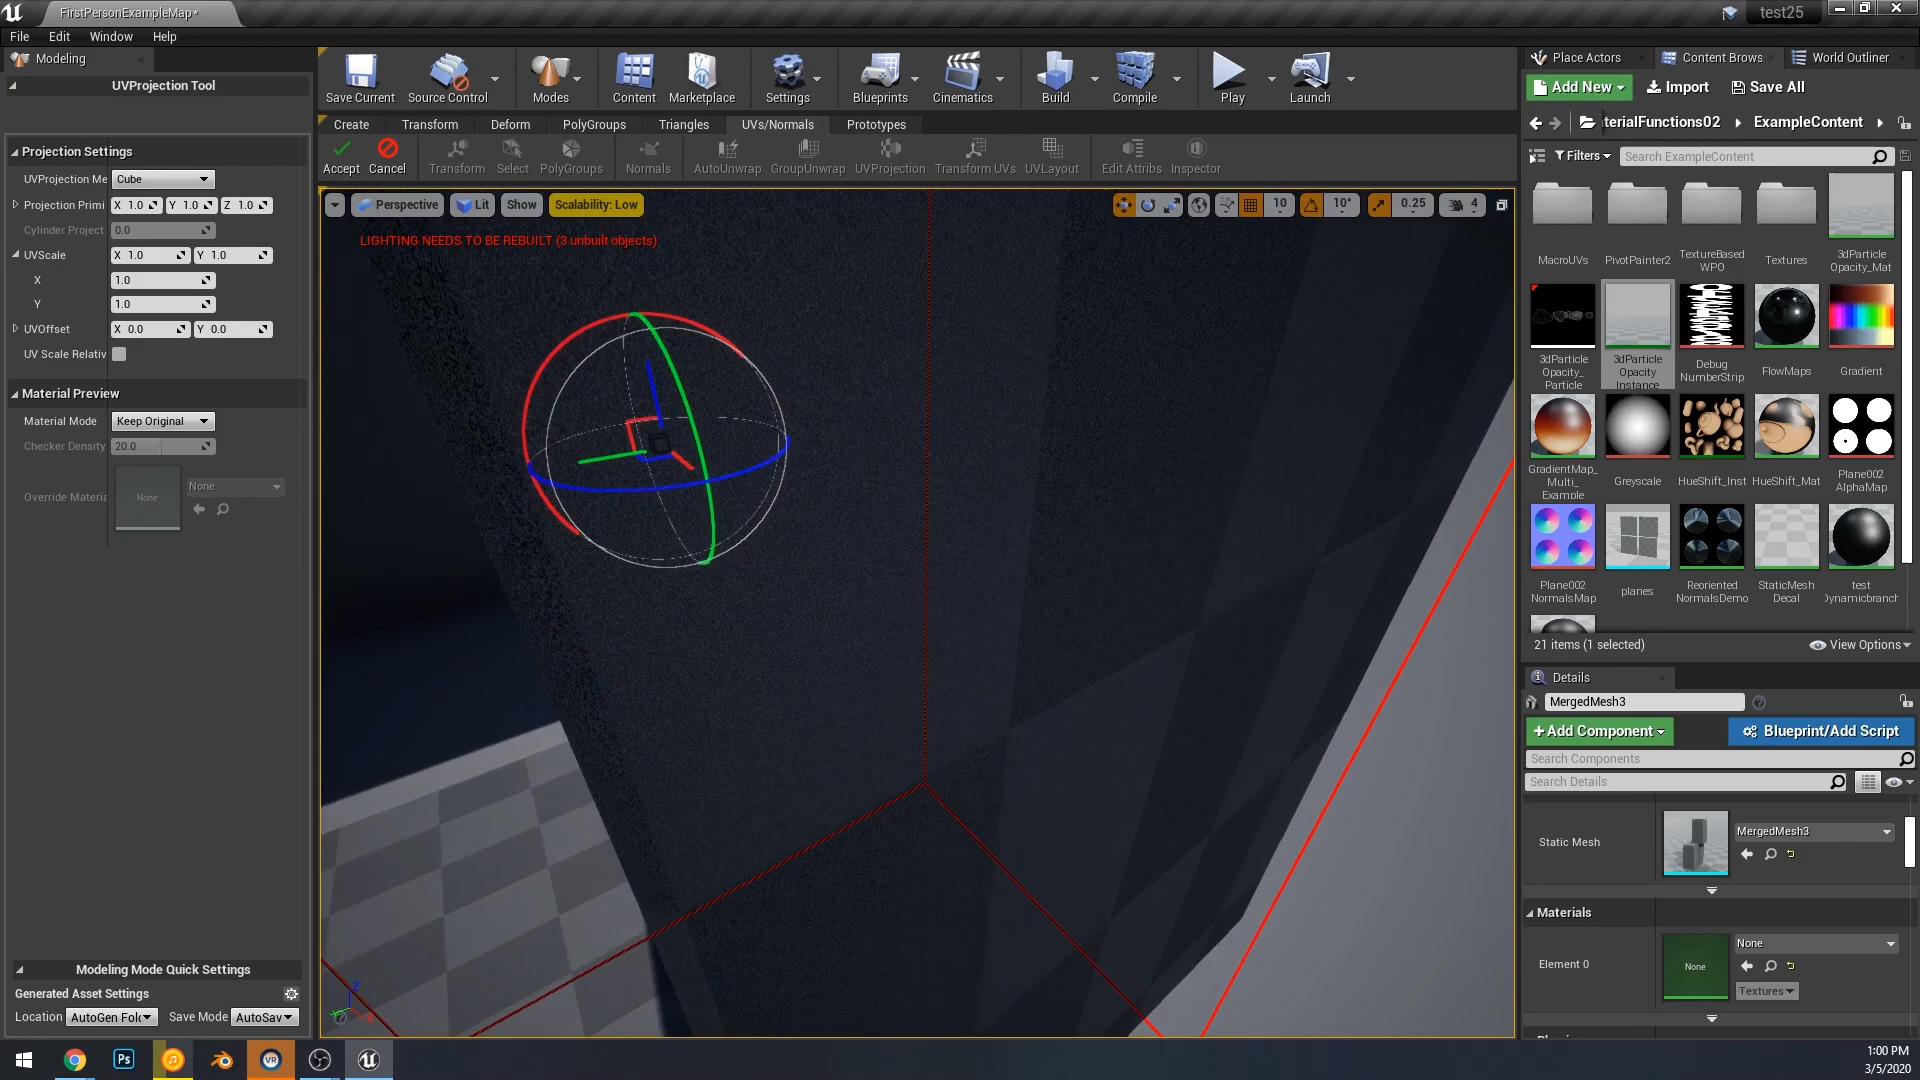 FirstPersonExampleMap*
test25
File Edit Window Help
Modeling
UVProjection Tool
Projection Settings
UVProjection Me Cube
Projection Primi X 1.0 Y 1.0 Z 1.0
Cylinder Project 0.0
UVScale X 1.0 Y 1.0
X 1.0
Y 1.0
UVOffset X 0.0 Y 0.0
UV Scale Relativ
Material Preview
Material Mode Keep Original
Checker Density 20.0
Override Materia None None
Modeling Mode Quick Settings
Generated Asset Settings
Location AutoGen Fol Save Mode AutoSav
Save Current Source Control Modes Content Marketplace Settings Blueprints Cinematics Build Compile Play Launch
Create Transform Deform PolyGroups Triangles UVs/Normals Prototypes
Accept Cancel Transform Select PolyGroups Normals AutoUnwrap GroupUnwrap UVProjection Transform UVs UVLayout Edit Attribs Inspector
Perspective Lit Show Scalability: Low 10 10° 0.25 4
LIGHTING NEEDS TO BE REBUILT (3 unbuilt objects)
Z
Place Actors Content Brows World Outliner
Add New Import Save All
terialFunctions02 ExampleContent
Filters Search ExampleContent
MacroUVs PivotPainter2 TextureBased WPO Textures 3dParticle Opacity_Mat
3dParticle Opacity_ Particle
3dParticle Opacity Instance
Debug NumberStrip
FlowMaps
Gradient
GradientMap_ Multi_ Example
Greyscale
HueShift_Inst
HueShift_Mat
Plane002 AlphaMap
Plane002 NormalsMap
planes
Reoriented NormalsDemo
StaticMesh Decal
test Dynamicbranch
21 items (1 selected) View Options
Details
MergedMesh3
+Add Component Blueprint/Add Script
Search Components
Search Details
Static Mesh MergedMesh3
Materials
Element 0 None None
Textures
Ps
VR
1:00 PM
3/5/2020